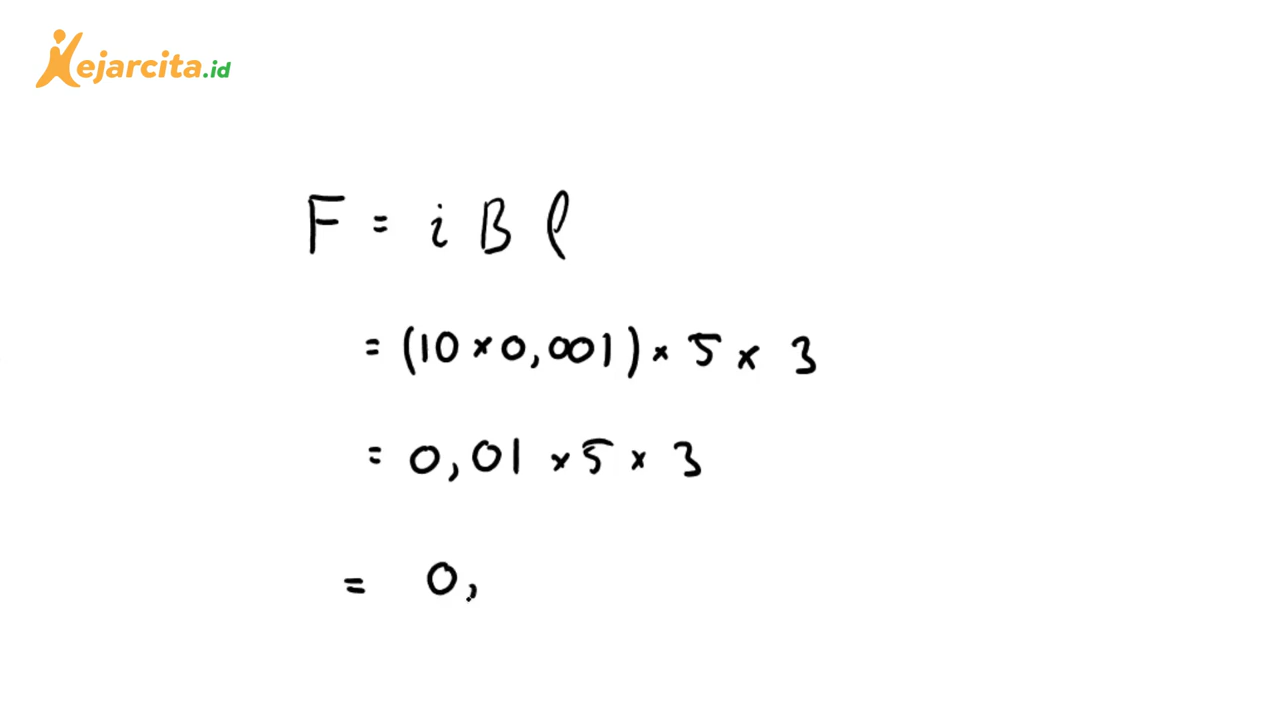 Kejarcita.id
F = i B l
= (10 × 0,001) × 5 × 3
= 0,01 × 5 × 3
= 0,